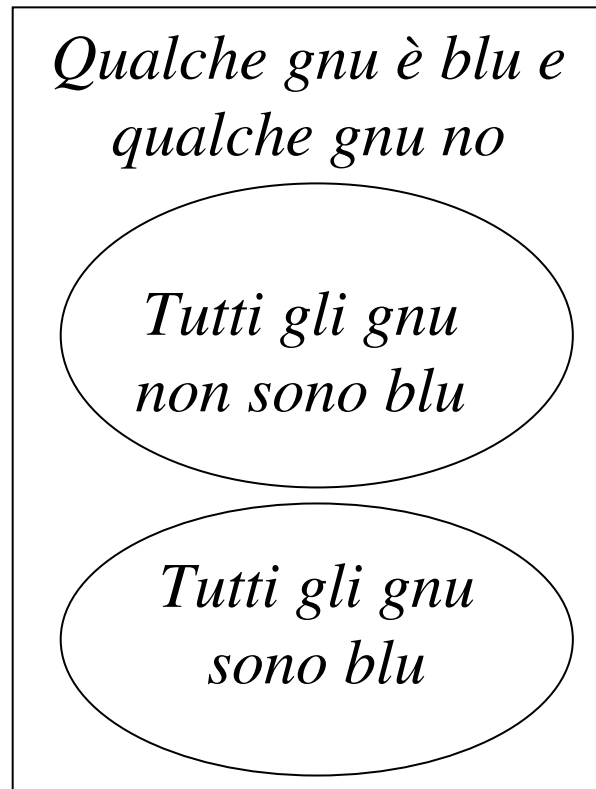 Qualche gnu è blu e
qualche gnu no
Tutti gli gnu
non sono blu
Tutti gli gnu
sono blu